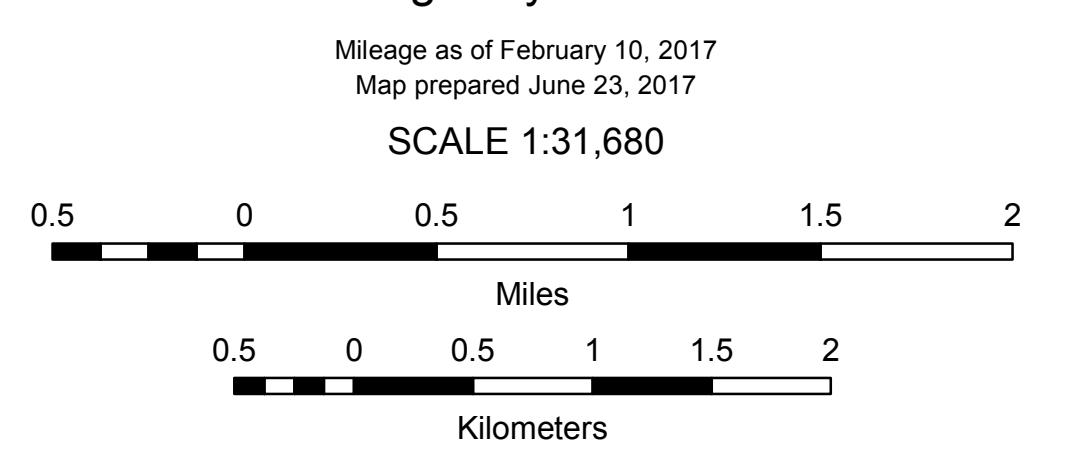 Mileage as of February 10, 2017
Map prepared June 23, 2017
SCALE 1:31,680
0.5 0 0.5 1 1.5 2
Miles
0.5 0 0.5 1 1.5 2
Kilometers